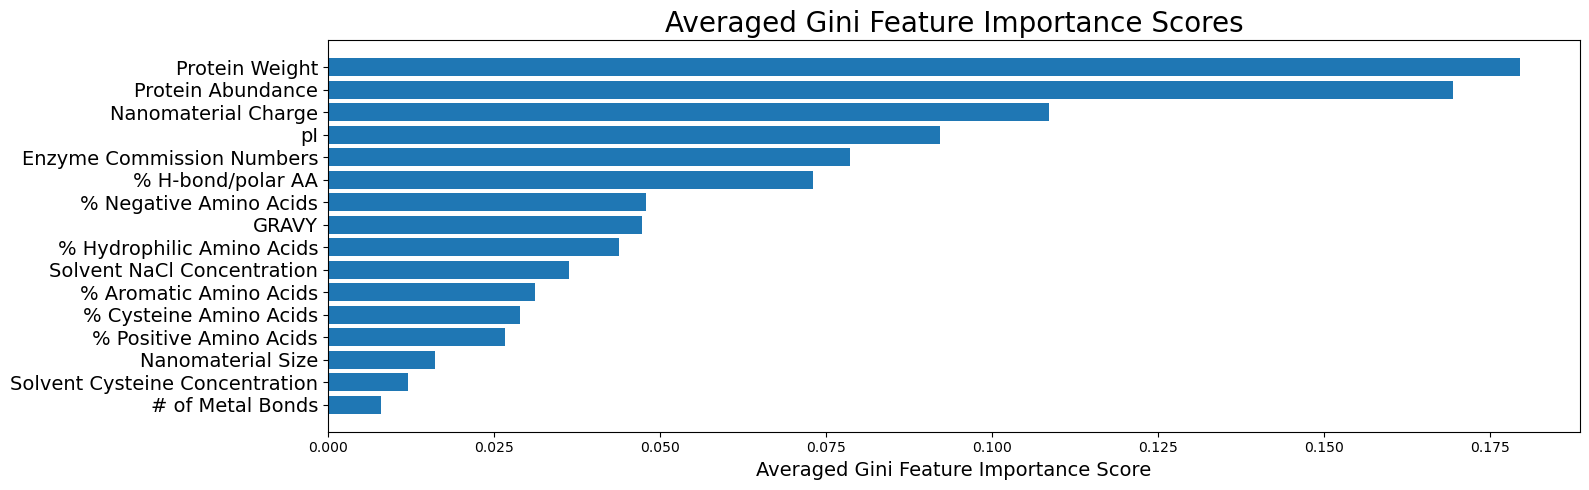 Averaged Gini Feature Importance Scores
Protein Weight
Protein Abundance
Nanomaterial Charge
pI
Enzyme Commission Numbers
% H-bond/polar AA
% Negative Amino Acids
GRAVY
% Hydrophilic Amino Acids
Solvent NaCl Concentration
% Aromatic Amino Acids
% Cysteine Amino Acids
% Positive Amino Acids
Nanomaterial Size
Solvent Cysteine Concentration
# of Metal Bonds
0.000 0.025 0.050 0.075 0.100 0.125 0.150 0.175
Averaged Gini Feature Importance Score